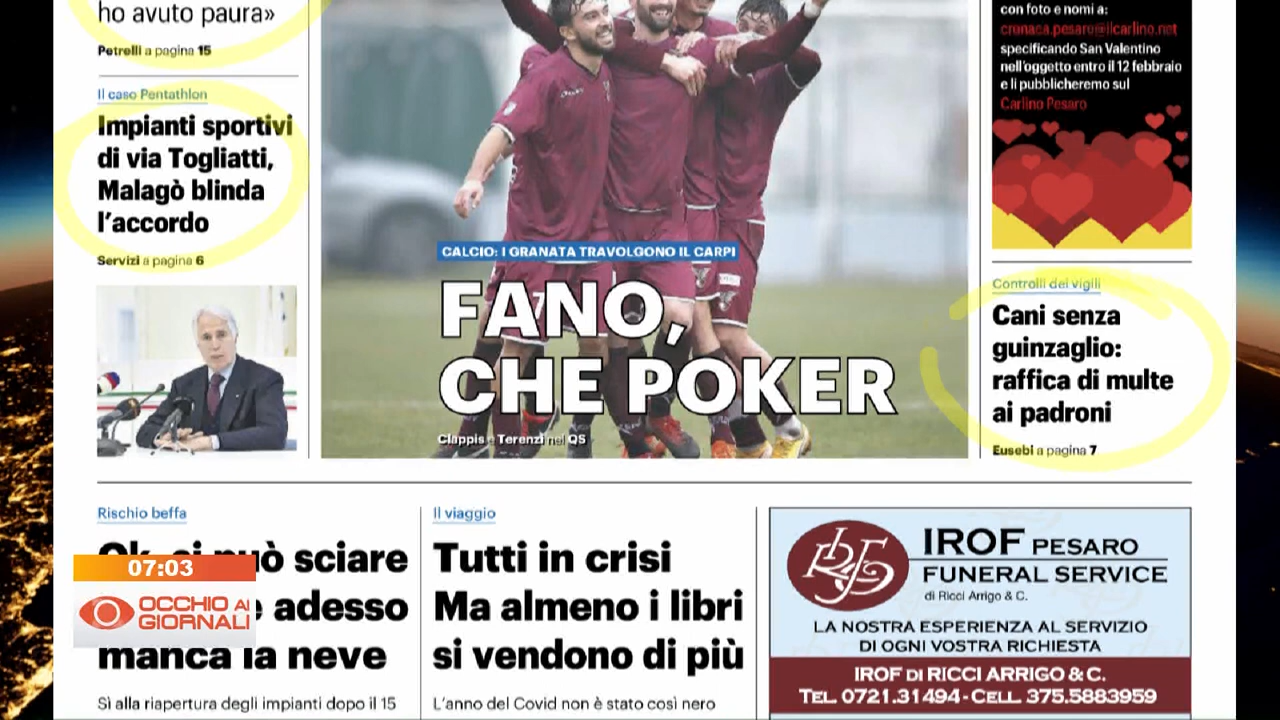 ho avuto paura»
Petrelli a pagina 15
Il caso Pentathlon
Impianti sportivi
di via Togliatti,
Malagò blinda
l'accordo
Servizi a pagina 6
CALCIO: I GRANATA TRAVOLGONO IL CARPI
FANO,
CHE POKER
Clappis e Terenzi nel QS
con foto e nomi a:
cronaca.pesaro@ilcarlino.net
specificando San Valentino
nell'oggetto entro il 12 febbraio
e li pubblicheremo sul
Carlino Pesaro
Controlli dei vigili
Cani senza
guinzaglio:
raffica di multe
ai padroni
Eusebi a pagina 7
Rischio beffa
Ok, si può sciare
adesso
manca la neve
Sì alla riapertura degli impianti dopo il 15
Il viaggio
Tutti in crisi
Ma almeno i libri
si vendono di più
L'anno del Covid non è stato così nero
IROF PESARO
FUNERAL SERVICE
di Ricci Arrigo & C.
LA NOSTRA ESPERIENZA AL SERVIZIO
DI OGNI VOSTRA RICHIESTA
IROF DI RICCI ARRIGO & C.
TEL. 0721.31494 - CELL. 375.5883959
07:03
OCCHIO AI
GIORNALI